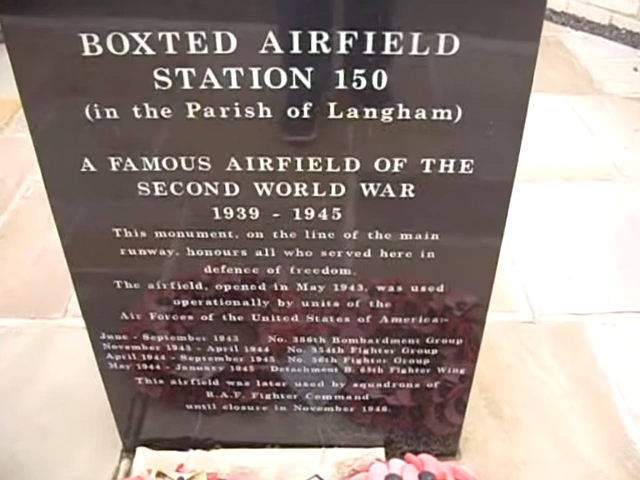 BOXTED AIRFIELD
STATION 150
(in the Parish of Langham)
A FAMOUS AIRFIELD OF THE
SECOND WORLD WAR
1939 - 1945
This monument, on the line of the main
runway, honours all who served here in
defence of freedom.
The airfield, opened in May 1943, was used
operationally by units of the
Air Forces of the United States of America:-
June - September 1943 No. 386th Bombardment Group
November 1943 - April 1944 No. 354th Fighter Group
April 1944 - September 1945 No. 56th Fighter Group
May 1944 - January 1945 Detachment B. 65th Fighter Wing
This airfield was later used by squadrons of
R.A.F. Fighter Command
until closure in November 1946.